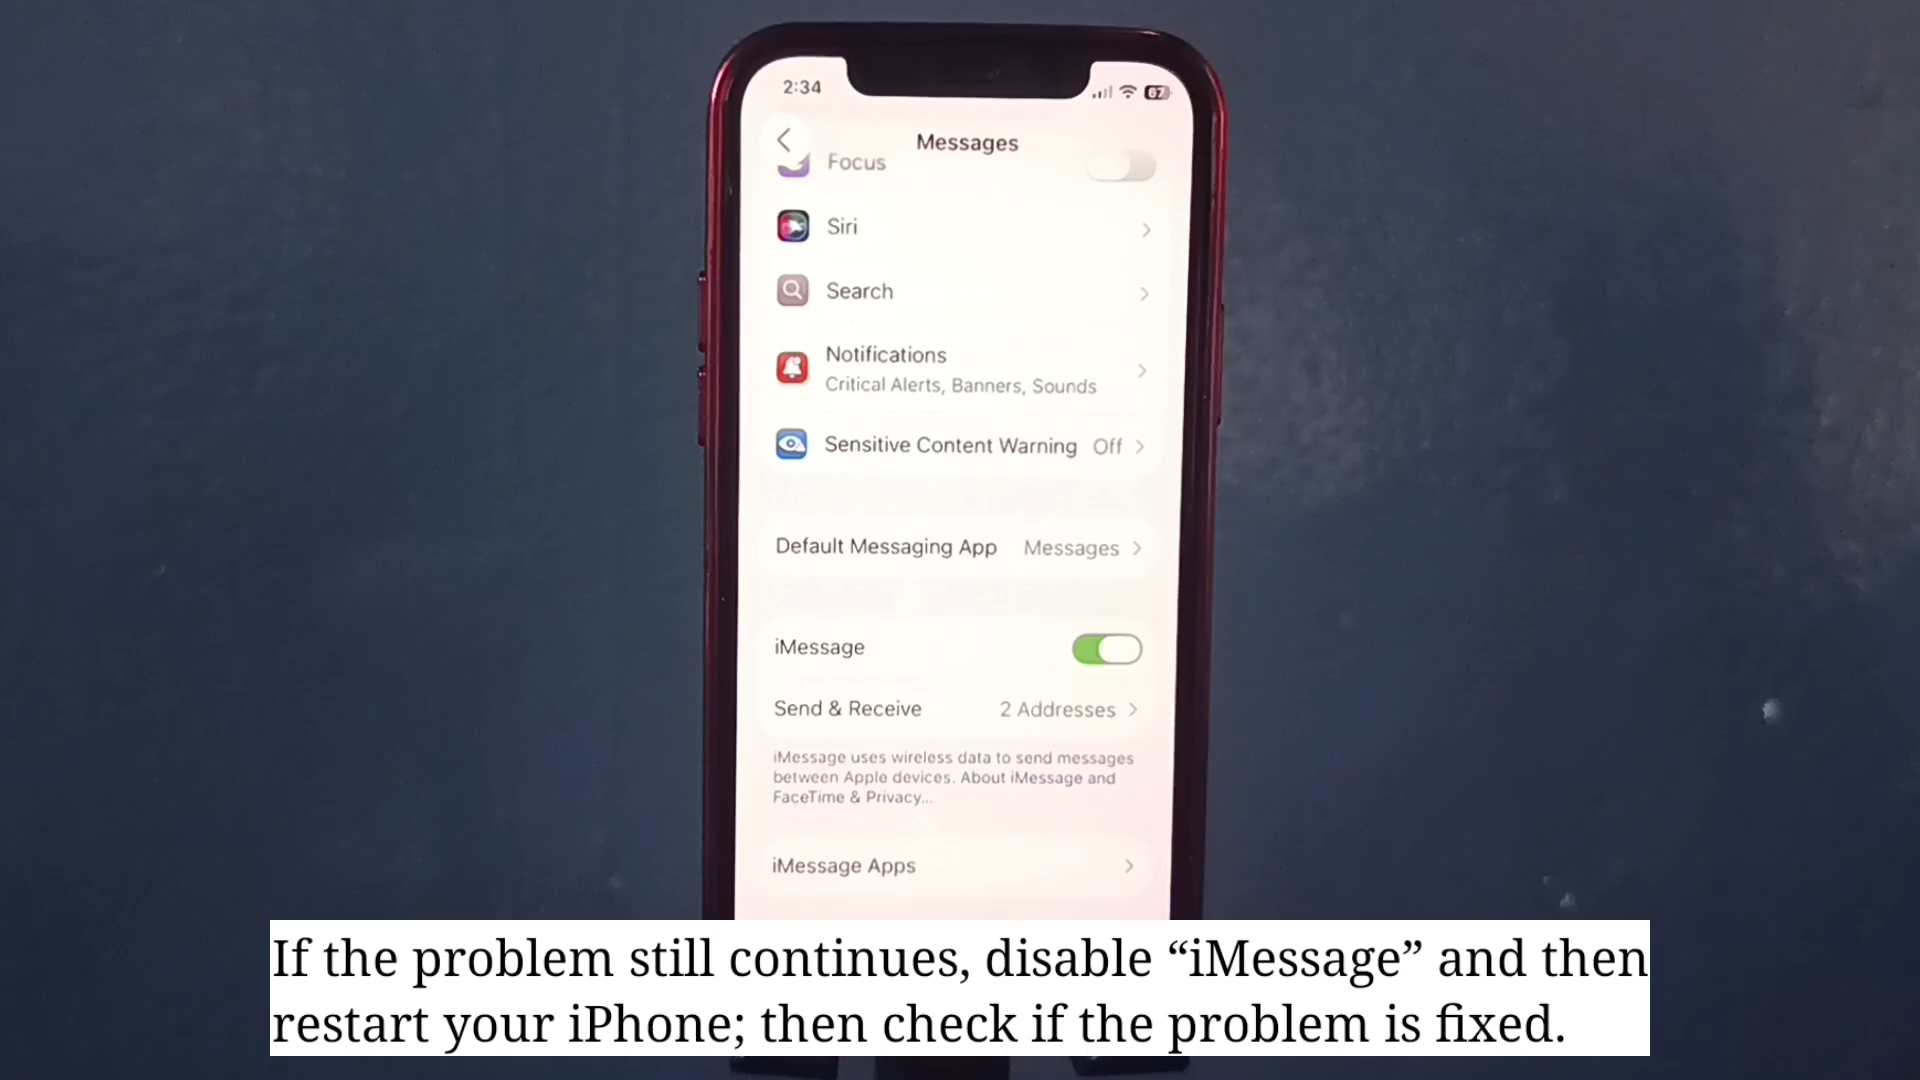 2:34
67
Messages
Focus
Siri
Search
Notifications
Critical Alerts, Banners, Sounds
Sensitive Content Warning Off
Default Messaging App Messages
iMessage
Send & Receive 2 Addresses
iMessage uses wireless data to send messages
between Apple devices. About iMessage and
FaceTime & Privacy...
iMessage Apps
If the problem still continues, disable “iMessage” and then
restart your iPhone; then check if the problem is fixed.